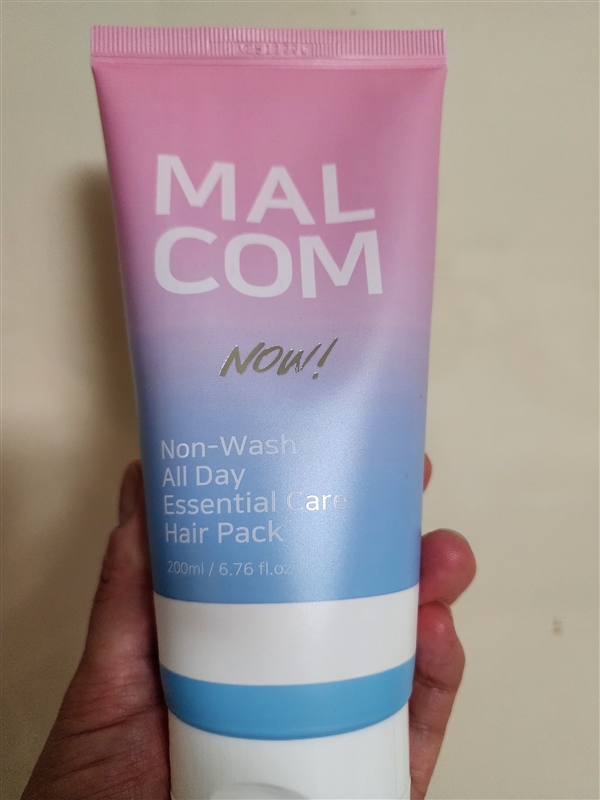 MAL
COM
NOW!
Non-Wash
All Day
Essential Care
Hair Pack
200ml / 6.76 fl.oz